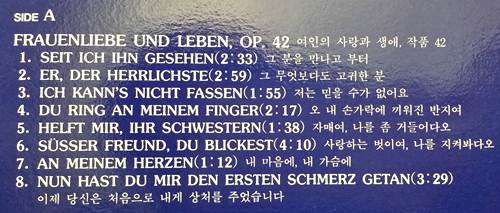 SIDE A
FRAUENLIEBE UND LEBEN, OP. 42 여인의 사랑과 생애, 작품 42
1. SEIT ICH IHN GESEHEN(2:33) 그 분을 만나고 부터
2. ER, DER HERRLICHSTE(2:59) 그 무엇보다도 고귀한 분
3. ICH KANN'S NICHT FASSEN(1:55) 저는 믿을 수가 없어요
4. DU RING AN MEINEM FINGER(2:17) 오 내 손가락에 끼워진 반지여
5. HELFT MIR, IHR SCHWESTERN(1:38) 자매여, 나를 좀 거들어다오
6. SÜSSER FREUND, DU BLICKEST(4:10) 사랑하는 벗이여, 나를 지켜봐다오
7. AN MEINEM HERZEN(1:12) 내 마음에, 내 가슴에
8. NUN HAST DU MIR DEN ERSTEN SCHMERZ GETAN(3:29)
이제 당신은 처음으로 내게 상처를 주었습니다